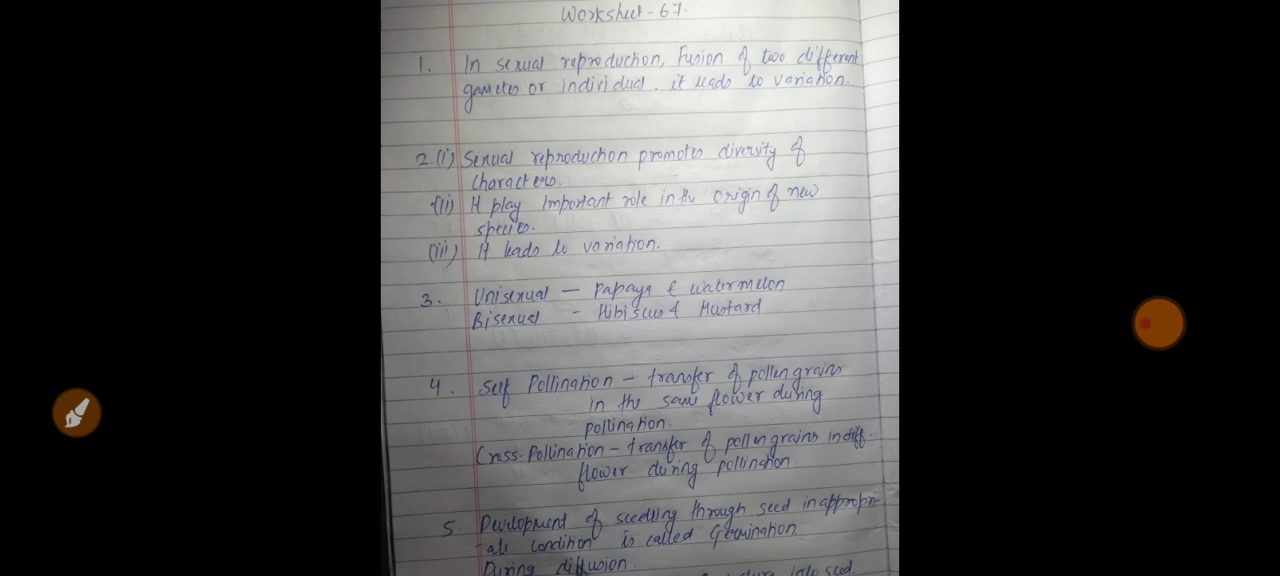 Worksheet - 67.
1. In sexual reproduction, Fusion of two different
gametes or individual. it leads to variation.
2.(i) Sexual reproduction promotes diversity of
characters.
(ii) It play important role in the origin of new
species.
(iii) It leads to variation.
3. Unisexual — Papaya & watermelon
Bisexual - Hibiscus & Mustard
4. Self Pollination - transfer of pollen grains
in the same flower during
pollination.
Cross-Pollination - transfer of pollen grains in diff.
flower during pollination
5. Development of seedling through seed in appropri-
-ate condition is called Germination
During diffusion.
into seed.